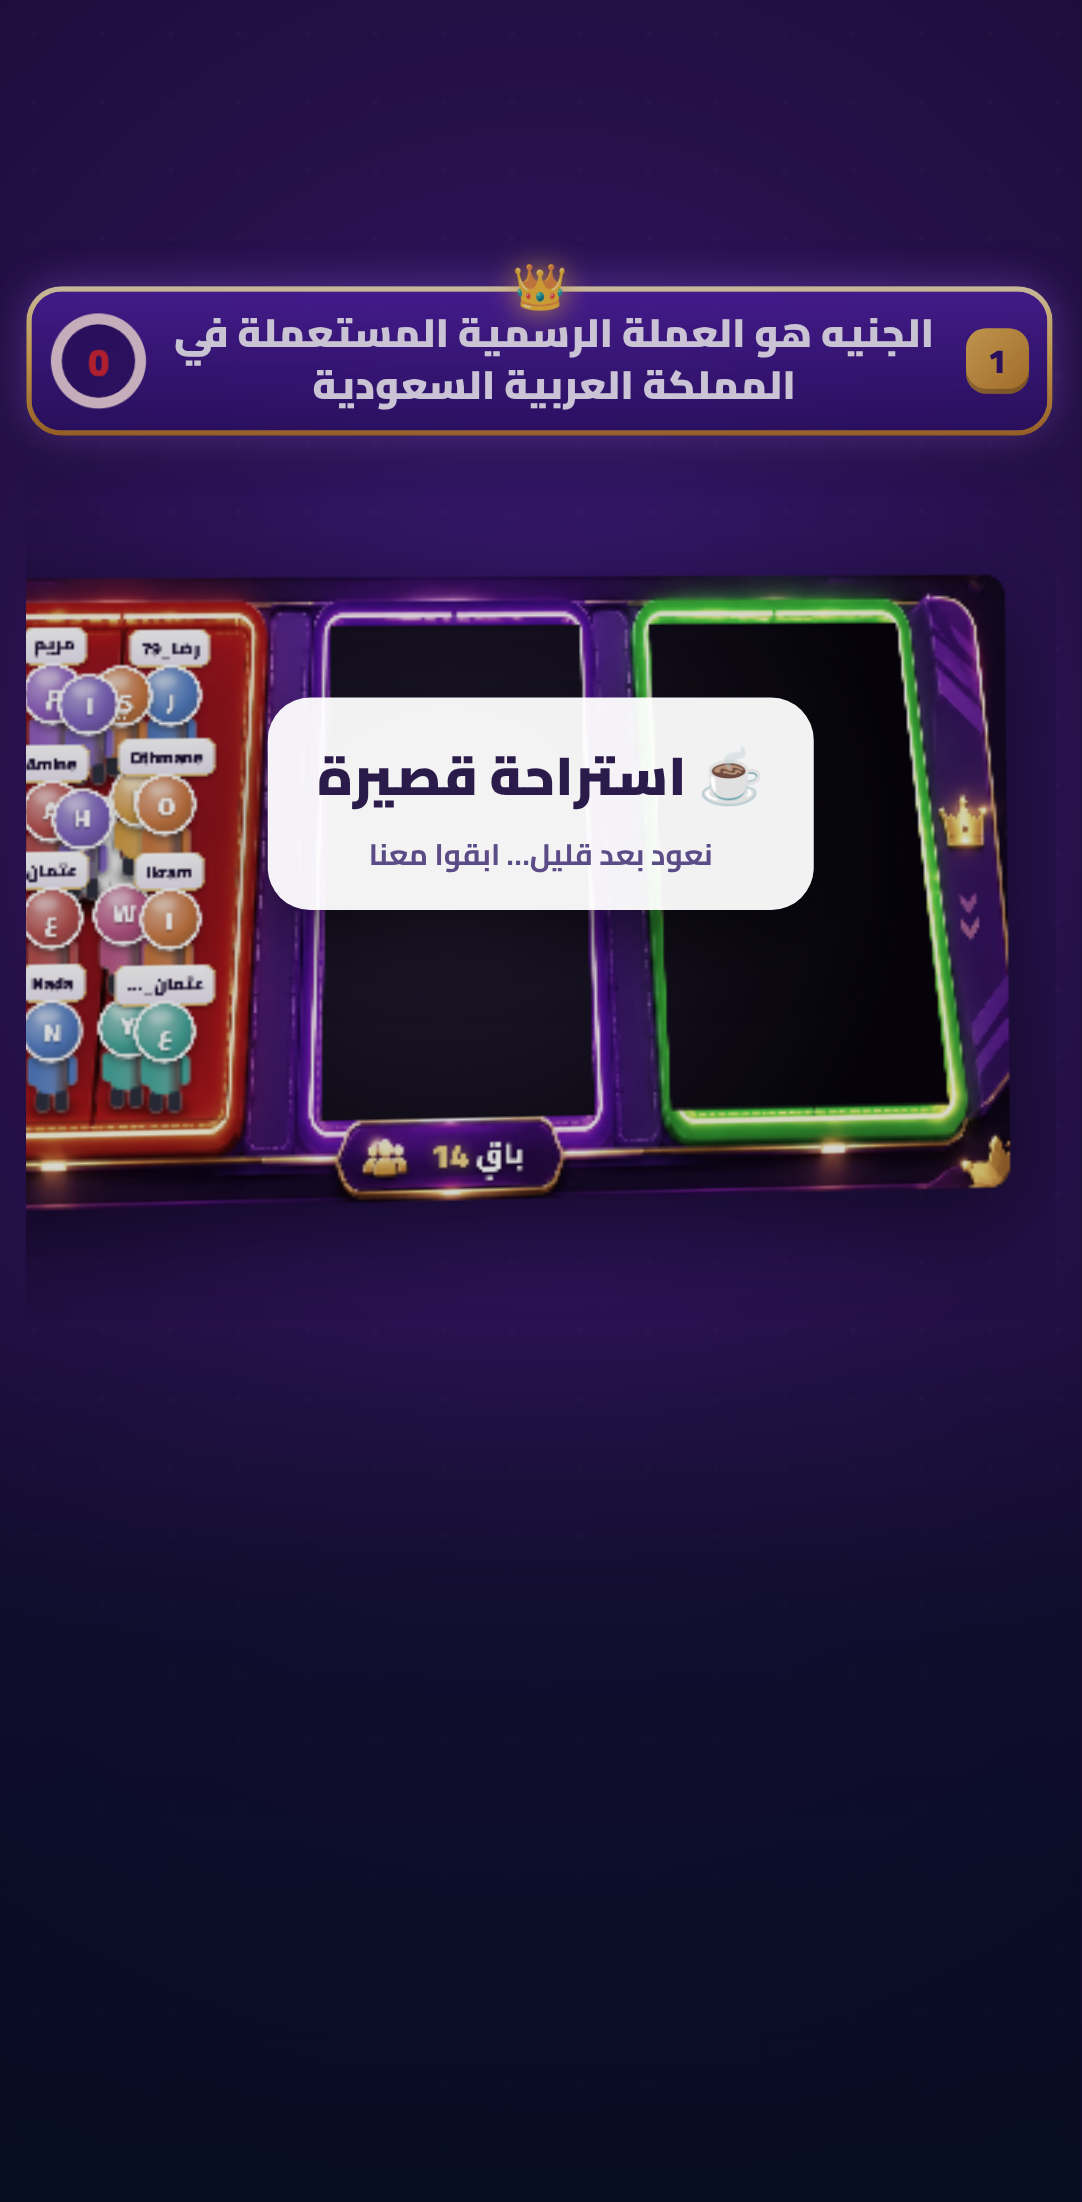 1
الجنيه هو العملة الرسمية المستعملة في
المملكة العربية السعودية
0
رضا_79
مريم
J
S
I
A
Othmane
Amine
O
A
H
Ikram
عثمان
I
W
ع
عثمان_...
Nada
ع
Y
N
استراحة قصيرة
نعود بعد قليل... ابقوا معنا
باقٍ 14